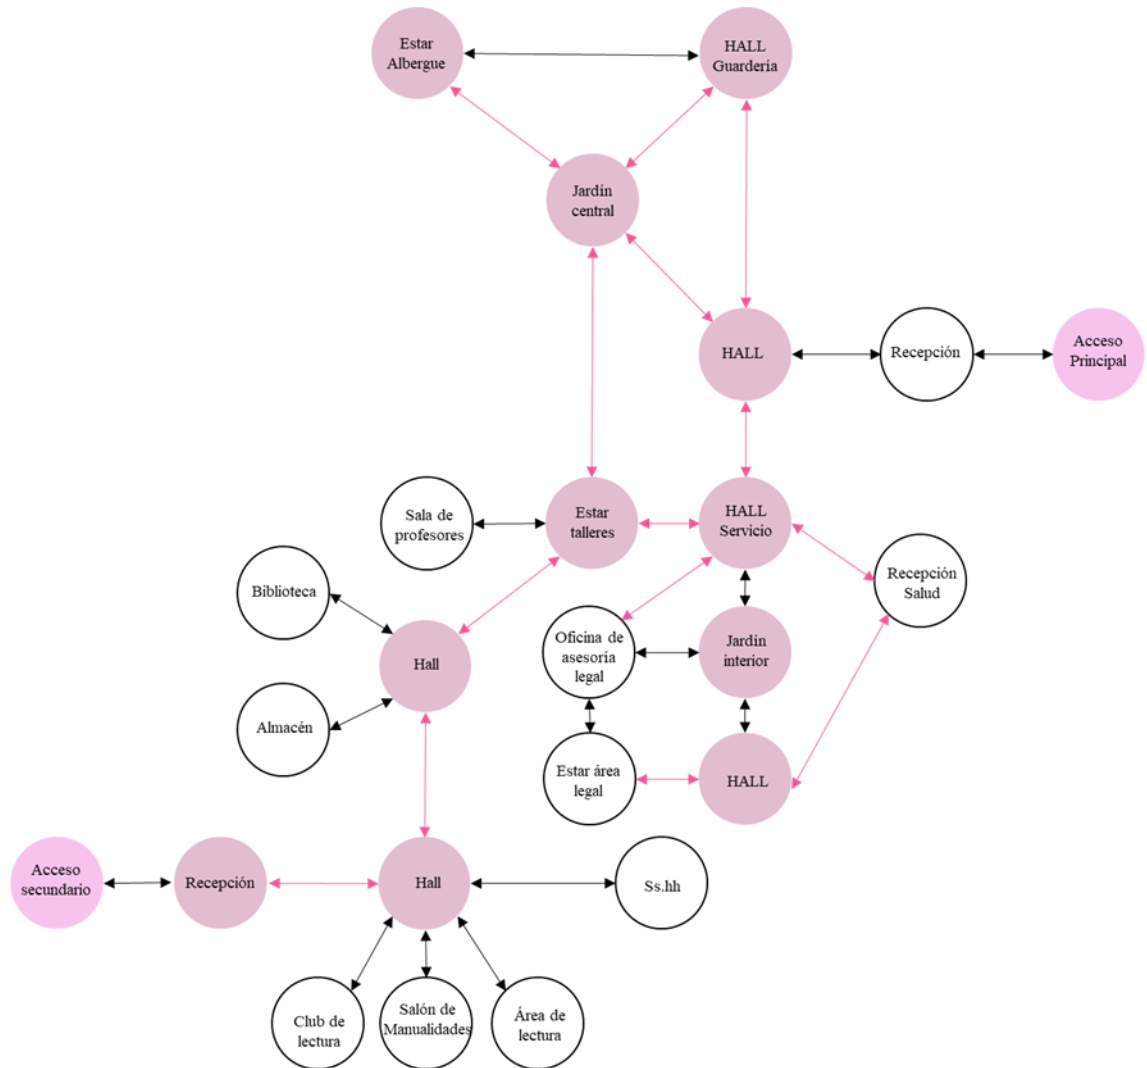 Estar
Albergue
HALL
Guardería
Jardín
central
HALL
Recepción
Acceso
Principal
Sala de
profesores
Estar
talleres
HALL
Servicio
Recepción
Salud
Biblioteca
Hall
Oficina de
asesoría
legal
Jardín
interior
Almacén
Estar área
legal
HALL
Acceso
secundario
Recepción
Hall
Ss.hh
Club de
lectura
Salón de
Manualidades
Área de
lectura